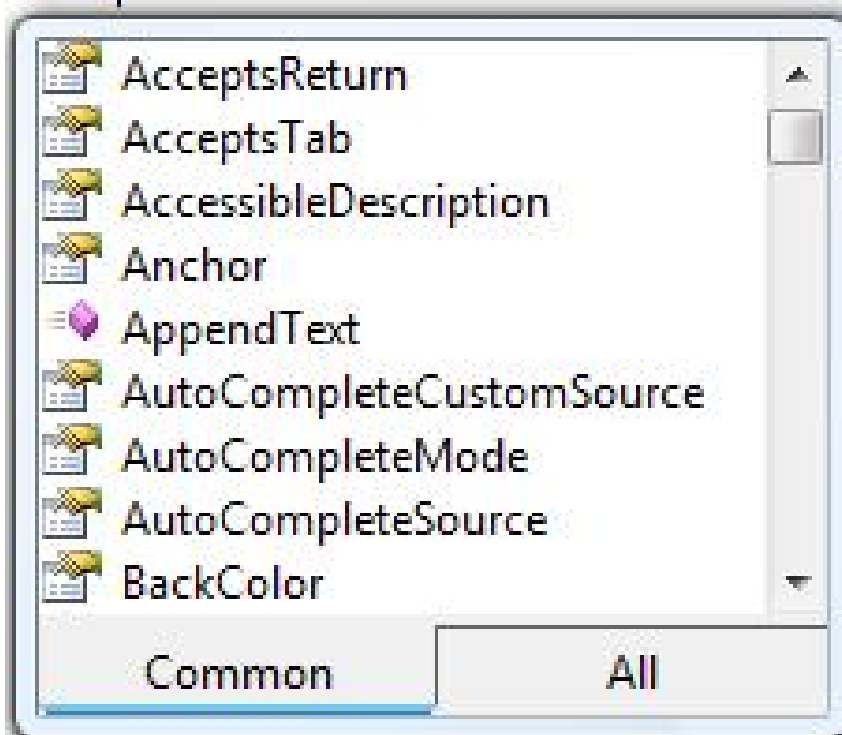 AcceptsReturn
AcceptsTab
AccessibleDescription
Anchor
AppendText
AutoCompleteCustomSource
AutoCompleteMode
AutoCompleteSource
BackColor
Common All